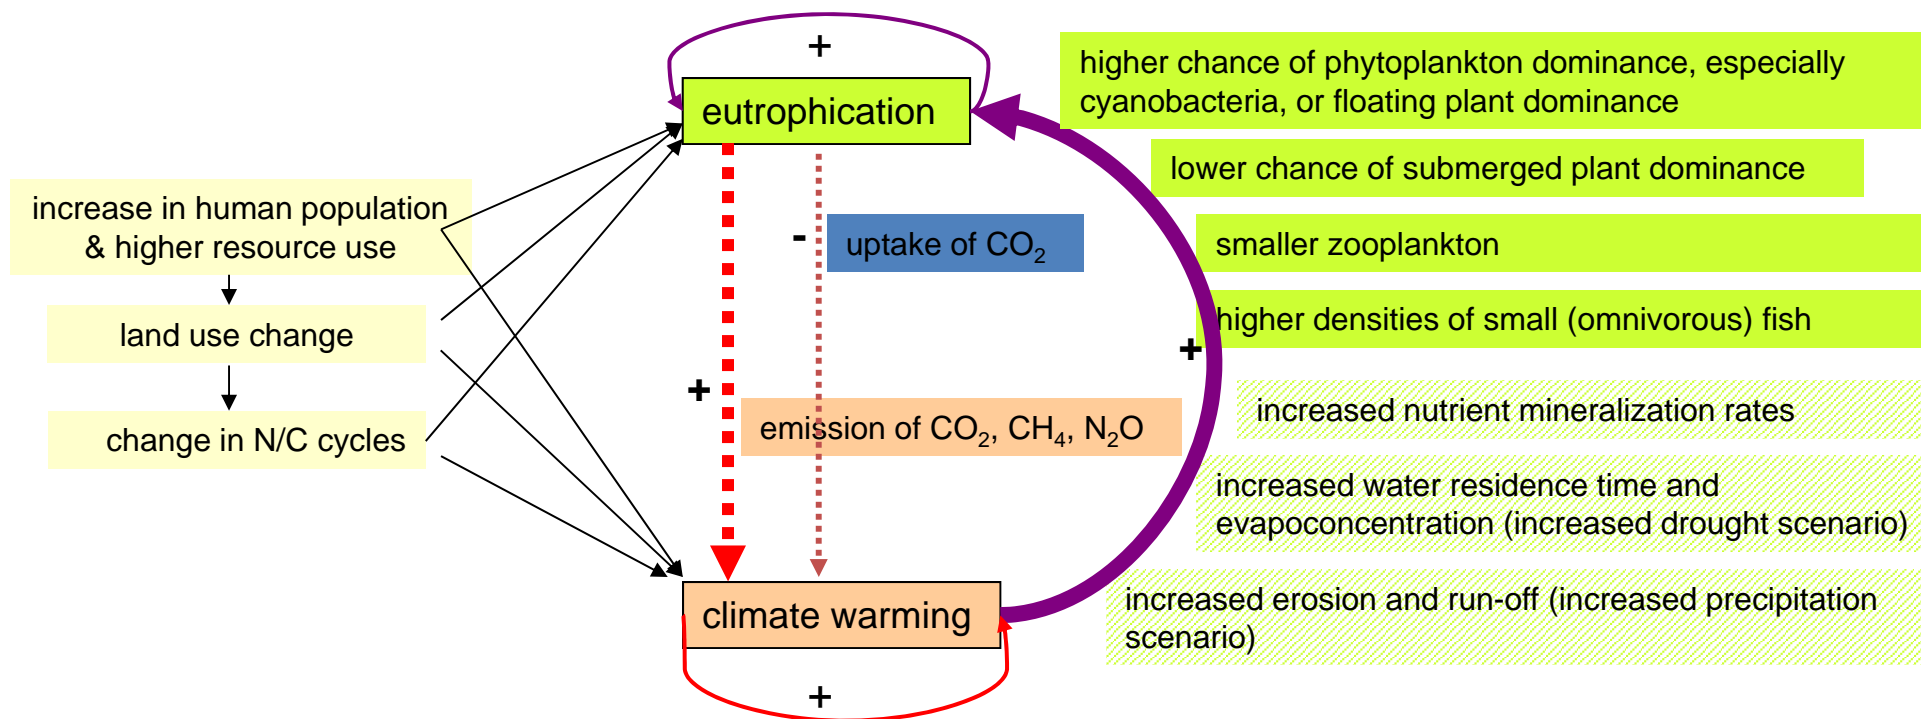 +
eutrophication
increase in human population
& higher resource use
land use change
change in N/C cycles
-
uptake of CO₂
+
emission of CO₂, CH₄, N₂O
climate warming
+
+
higher chance of phytoplankton dominance, especially
cyanobacteria, or floating plant dominance
lower chance of submerged plant dominance
smaller zooplankton
higher densities of small (omnivorous) fish
increased nutrient mineralization rates
increased water residence time and
evapoconcentration (increased drought scenario)
increased erosion and run-off (increased precipitation
scenario)